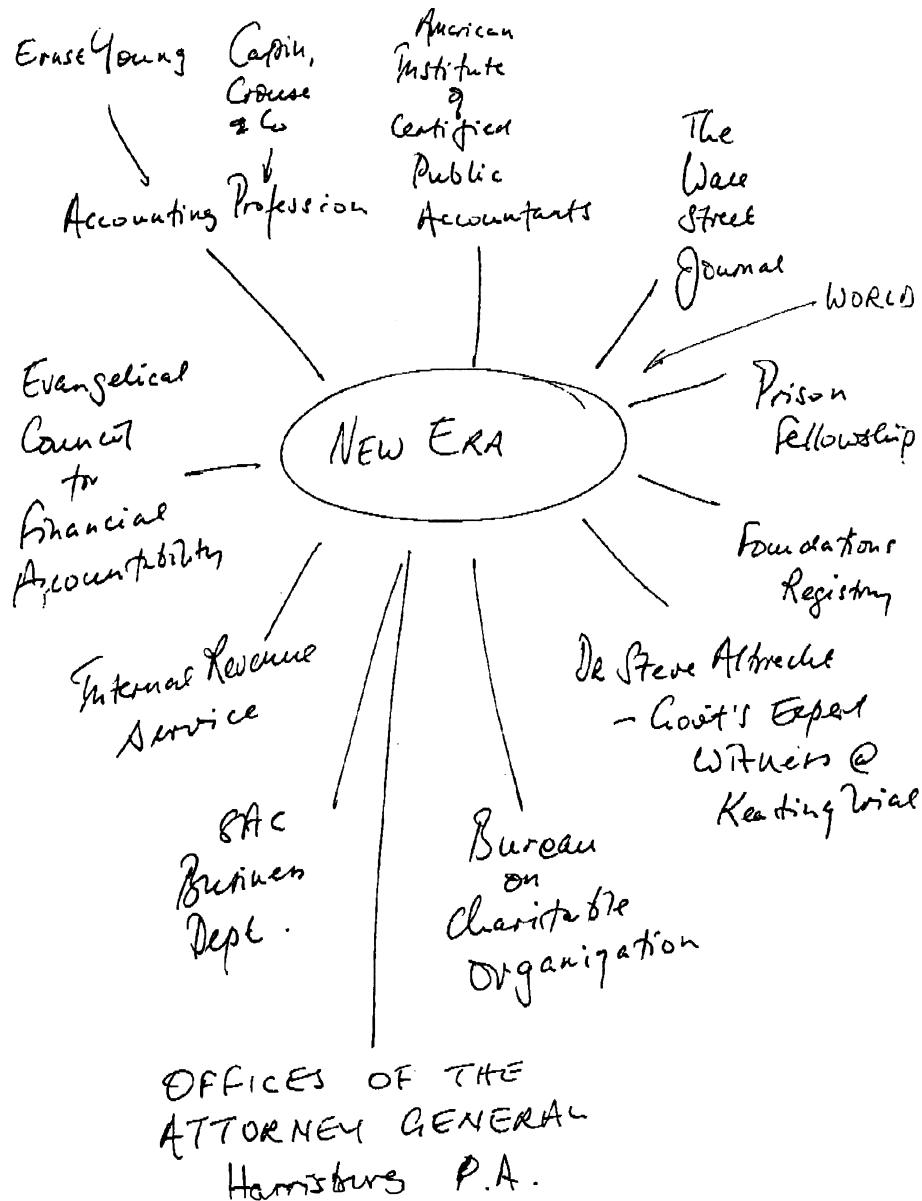 Ernst Young
Capin,
Crouse
& Co
American
Institute
of
Certified
Public
Accountants
The
Wall
Street
Journal
Accounting Profession
WORLD
Evangelical
Council
for
Financial
Accountability
NEW ERA
Prison
Fellowship
Foundations
Registry
Internal Revenue
Service
Dr Steve Albrecht
- Gov't's Expert
Witness @
Keating Trial
SAC
Business
Dept.
Bureau
on
Charitable
Organization
OFFICES OF THE
ATTORNEY GENERAL
Harrisburg P.A.